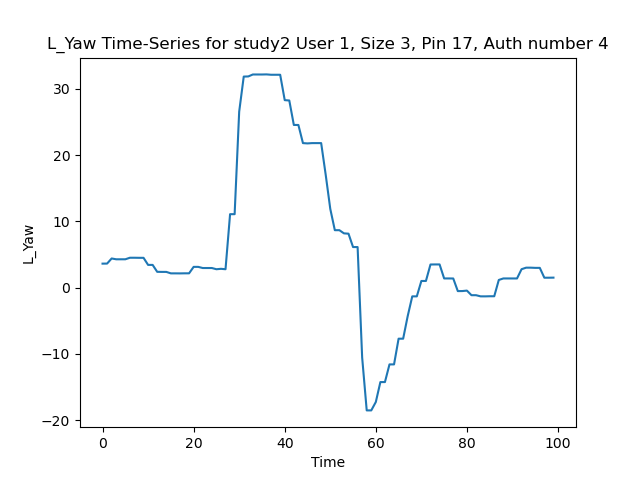 L_Yaw Time-Series for study2 User 1, Size 3, Pin 17, Auth number 4
30
20
10
0
−10
−20
L_Yaw
0 20 40 60 80 100
Time